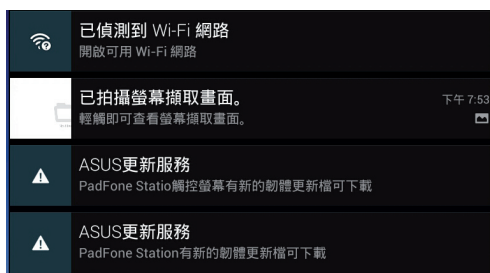 已偵測到 Wi-Fi 網路
開啟可用 Wi-Fi 網路
已拍攝螢幕擷取畫面。
下午 7:53
輕觸即可查看螢幕擷取畫面。
ASUS更新服務
PadFone Statio觸控螢幕有新的韌體更新檔可下載
ASUS更新服務
PadFone Station有新的韌體更新檔可下載